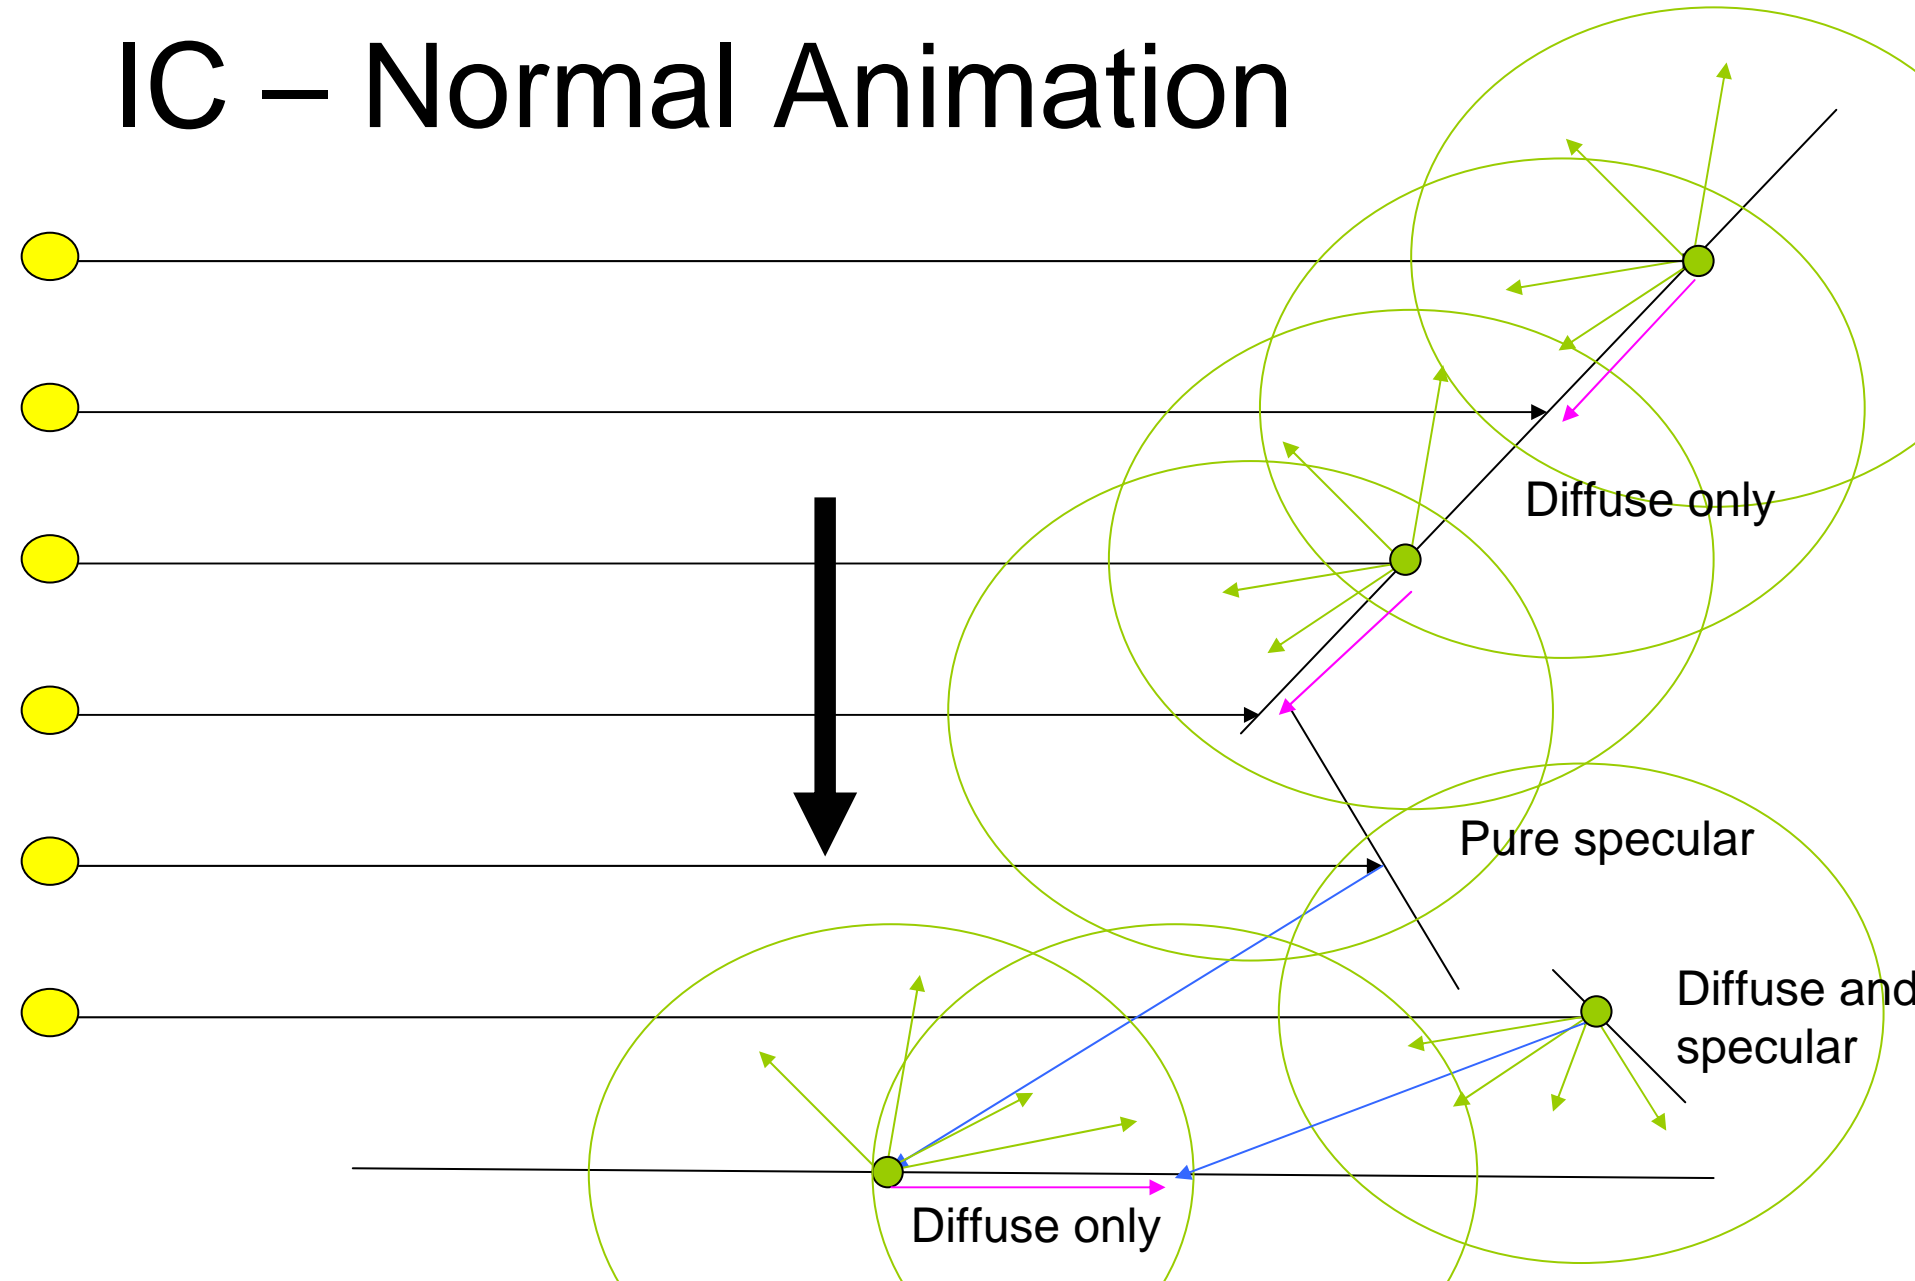 IC – Normal Animation
Diffuse only
Pure specular
Diffuse and
specular
Diffuse only